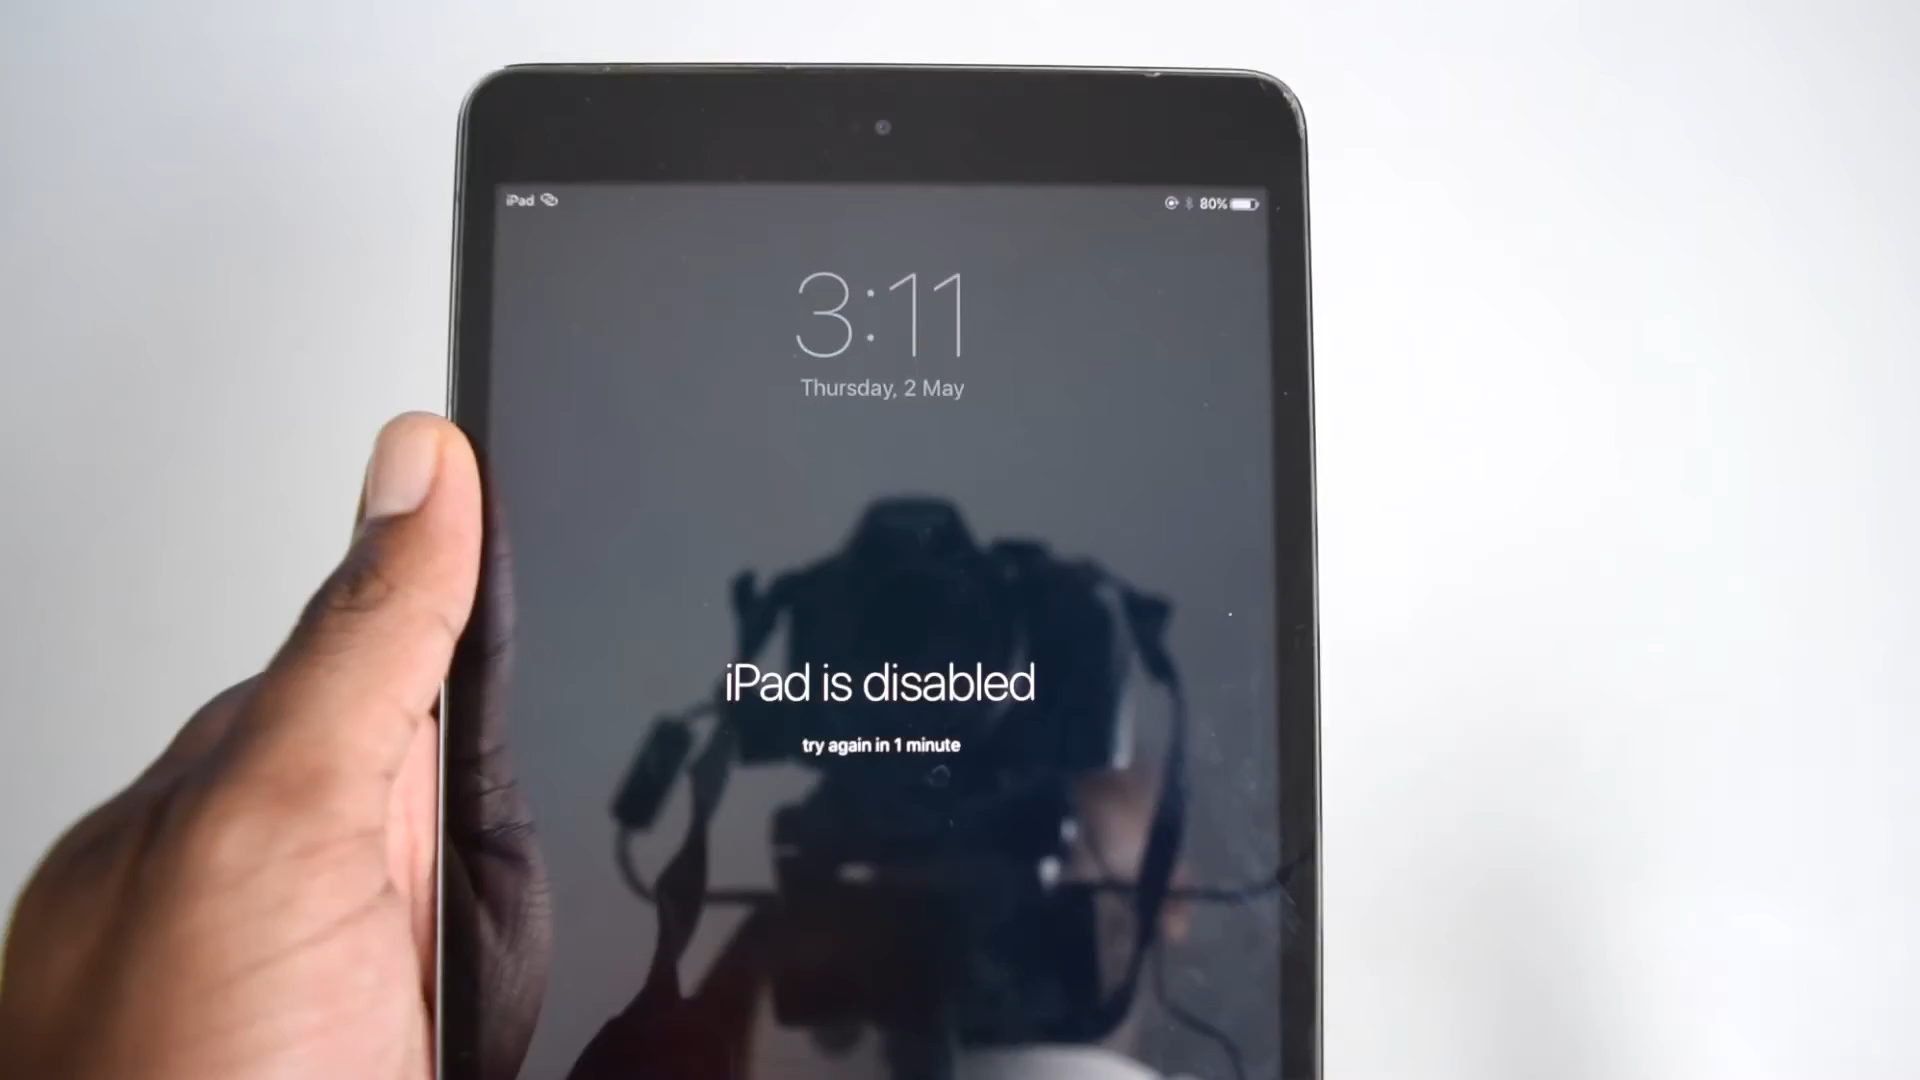 iPad 80%
3:11
Thursday, 2 May
iPad is disabled
try again in 1 minute